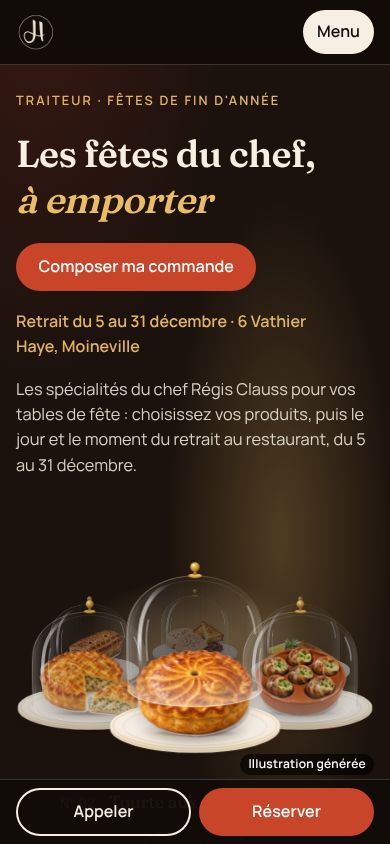 Menu
TRAITEUR · FÊTES DE FIN D'ANNÉE
Les fêtes du chef,
à emporter
Composer ma commande
Retrait du 5 au 31 décembre · 6 Vathier
Haye, Moineville
Les spécialités du chef Régis Clauss pour vos
tables de fête : choisissez vos produits, puis le
jour et le moment du retrait au restaurant, du 5
au 31 décembre.
Illustration générée
Appeler
Réserver